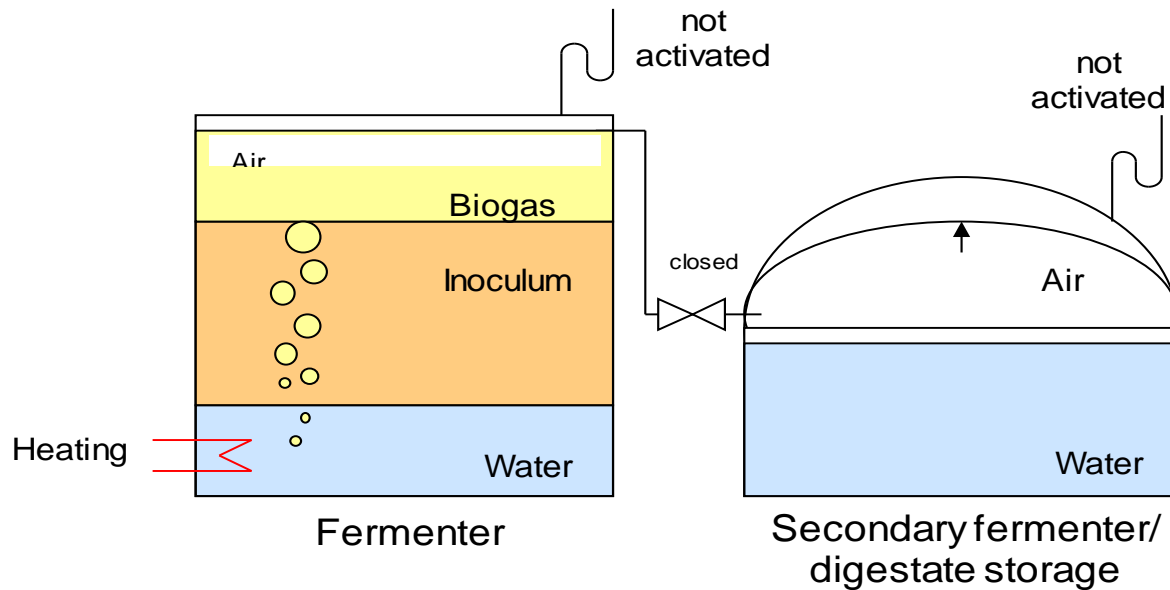 not
activated
not
activated
Air
Biogas
closed
Inoculum
Air
Heating
Water
Water
Fermenter
Secondary fermenter/
digestate storage